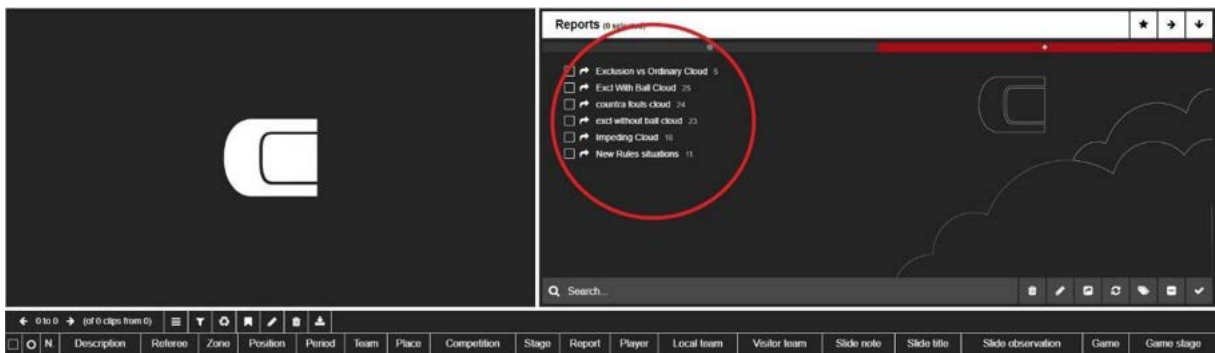 Reports (0 selected)
Exclusion vs Ordinary Cloud 5
Excl With Ball Cloud 25
countra fouls cloud 24
excl without ball cloud 23
Impeding Cloud 16
New Rules situations 11
Search...
0 to 0 (of 0 clips from 0)
N. Description Referee Zone Position Period Team Place Competition Stage Report Player Local team Visitor team Slide note Slide title Slide observation Game Game stage